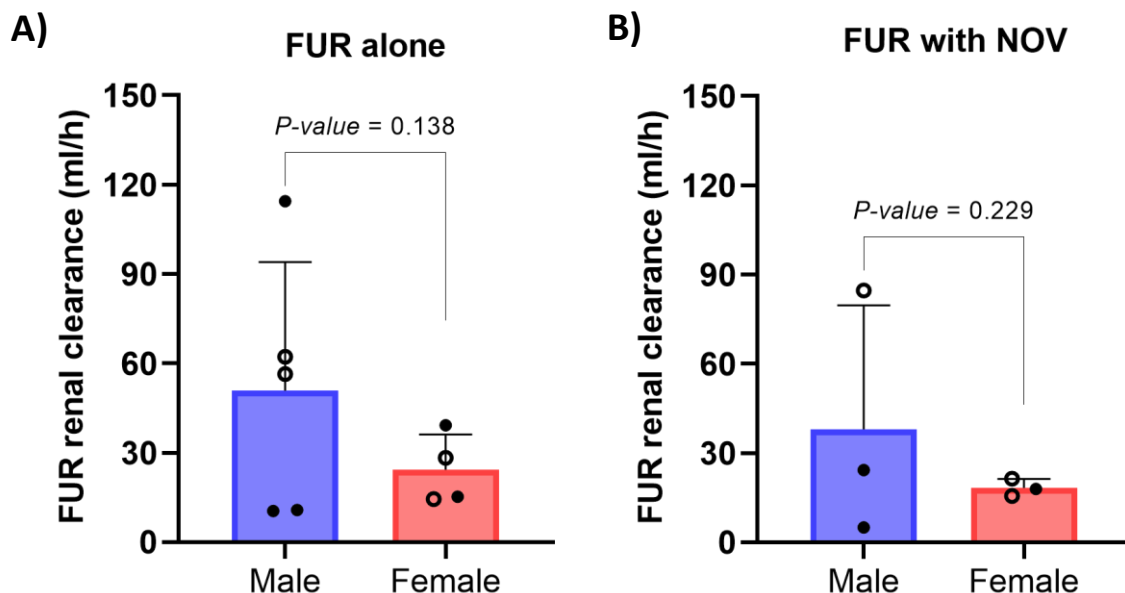 A)
FUR alone
FUR renal clearance (ml/h)
150
120
90
60
30
0
P-value = 0.138
Male
Female
B)
FUR with NOV
FUR renal clearance (ml/h)
150
120
90
60
30
0
P-value = 0.229
Male
Female